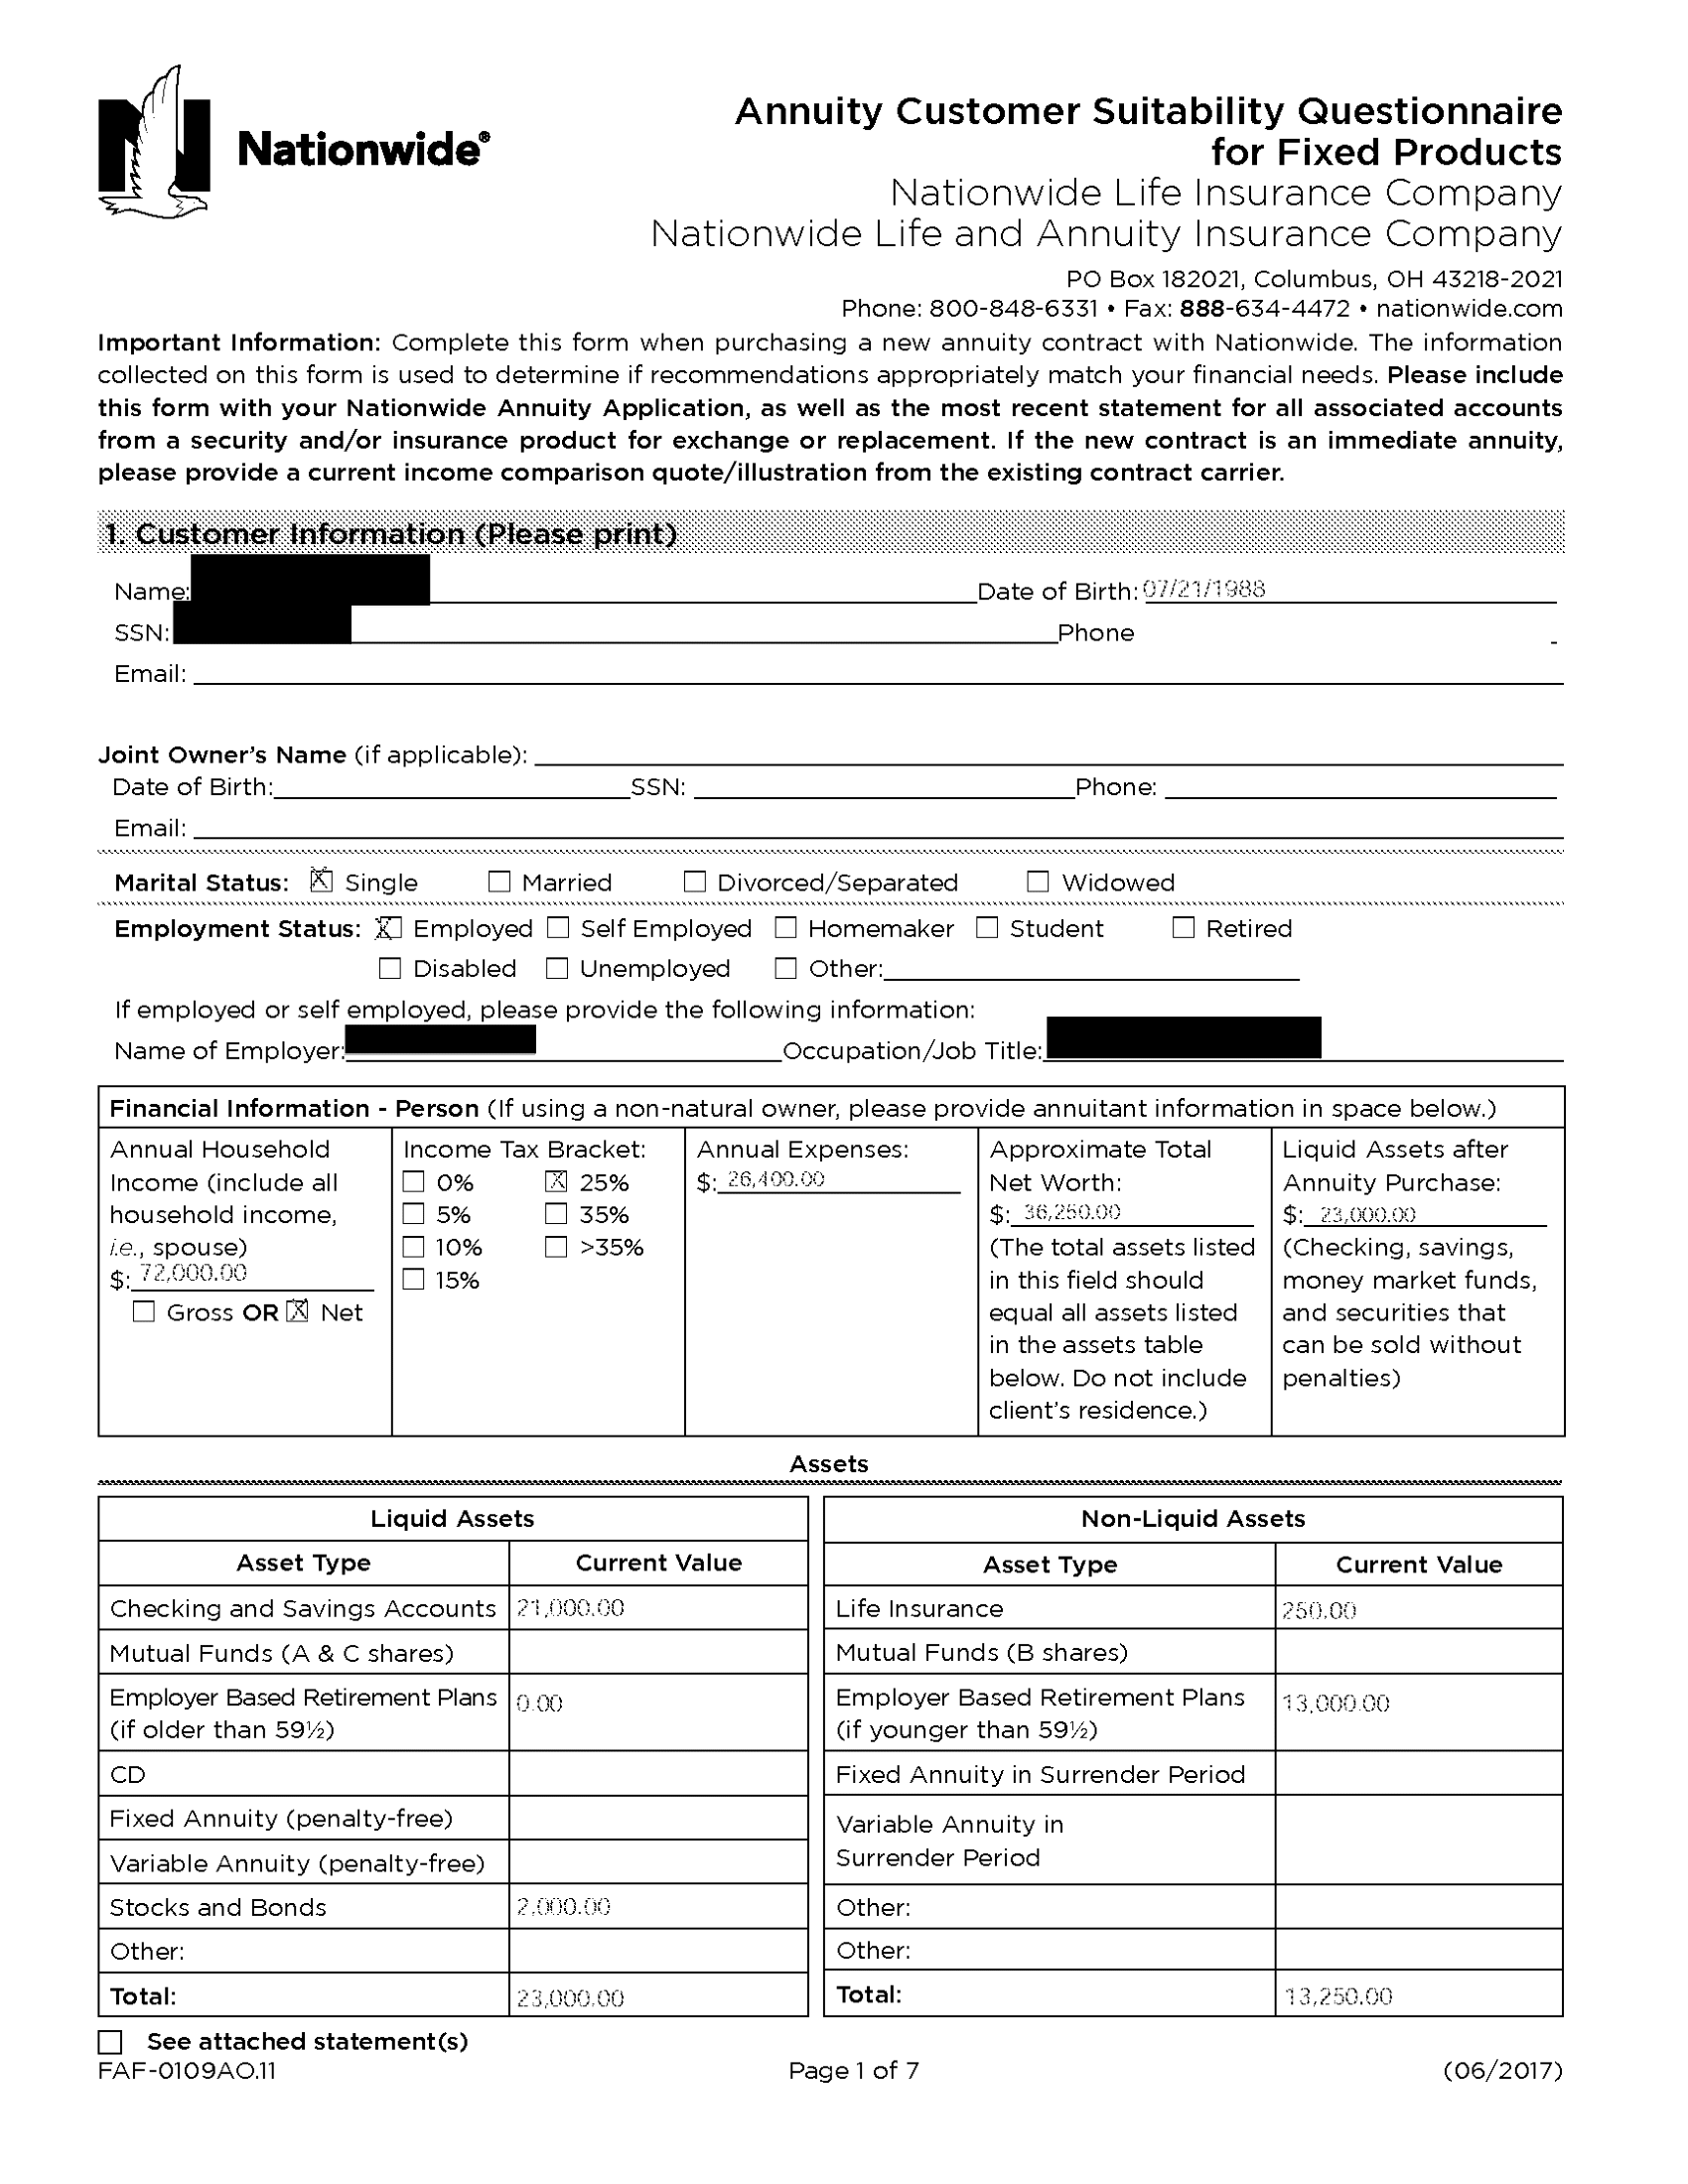 Nationwide®
Annuity Customer Suitability Questionnaire
for Fixed Products
Nationwide Life Insurance Company
Nationwide Life and Annuity Insurance Company
PO Box 182021, Columbus, OH 43218-2021
Phone: 800-848-6331 • Fax: 888-634-4472 • nationwide.com
Important Information: Complete this form when purchasing a new annuity contract with Nationwide. The information
collected on this form is used to determine if recommendations appropriately match your financial needs. Please include
this form with your Nationwide Annuity Application, as well as the most recent statement for all associated accounts
from a security and/or insurance product for exchange or replacement. If the new contract is an immediate annuity,
please provide a current income comparison quote/illustration from the existing contract carrier.
1. Customer Information (Please print)
Name: Date of Birth: 07/21/1988
SSN: Phone -
Email:
Joint Owner's Name (if applicable):
Date of Birth: SSN: Phone:
Email:
Marital Status: X Single Married Divorced/Separated Widowed
Employment Status: X Employed Self Employed Homemaker Student Retired
Disabled Unemployed Other:
If employed or self employed, please provide the following information:
Name of Employer: Occupation/Job Title:
Financial Information - Person (If using a non-natural owner, please provide annuitant information in space below.)
Annual Household
Income (include all
household income,
i.e., spouse)
$: 72,000.00
Gross OR X Net
Income Tax Bracket:
0% X 25%
5% 35%
10% >35%
15%
Annual Expenses:
$: 26,400.00
Approximate Total
Net Worth:
$: 36,250.00
(The total assets listed
in this field should
equal all assets listed
in the assets table
below. Do not include
client's residence.)
Liquid Assets after
Annuity Purchase:
$: 23,000.00
(Checking, savings,
money market funds,
and securities that
can be sold without
penalties)
Assets
Liquid Assets
Asset Type Current Value
Checking and Savings Accounts 21,000.00
Mutual Funds (A & C shares)
Employer Based Retirement Plans 0.00
(if older than 59½)
CD
Fixed Annuity (penalty-free)
Variable Annuity (penalty-free)
Stocks and Bonds 2,000.00
Other:
Total: 23,000.00
Non-Liquid Assets
Asset Type Current Value
Life Insurance 250.00
Mutual Funds (B shares)
Employer Based Retirement Plans 13,000.00
(if younger than 59½)
Fixed Annuity in Surrender Period
Variable Annuity in
Surrender Period
Other:
Other:
Total: 13,250.00
See attached statement(s)
FAF-0109AO.11 Page 1 of 7 (06/2017)